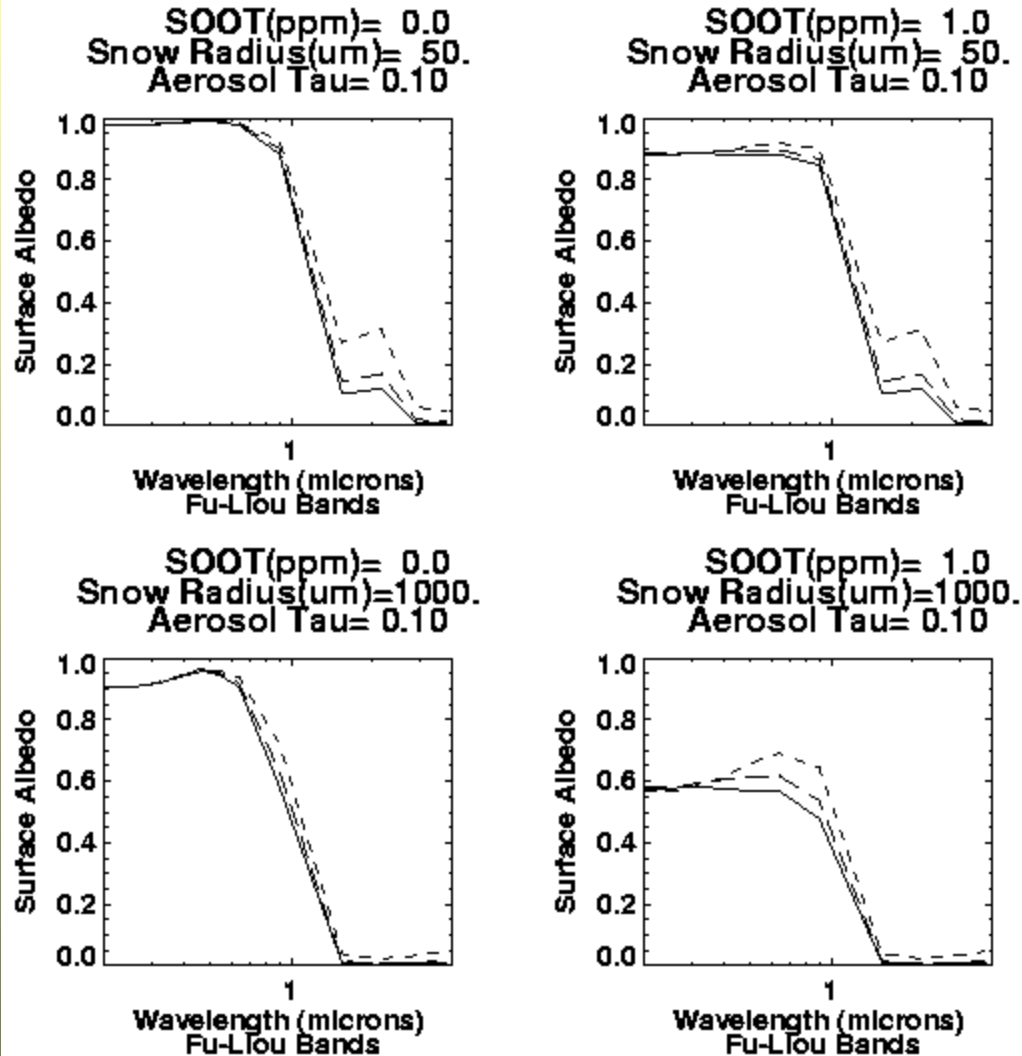 SOOT(ppm)= 0.0
Snow Radius(um)= 50.
Aerosol Tau= 0.10
1.0
0.8
0.6
0.4
0.2
0.0
Surface Albedo
1
Wavelength (microns)
Fu-Liou Bands
SOOT(ppm)= 1.0
Snow Radius(um)= 50.
Aerosol Tau= 0.10
1.0
0.8
0.6
0.4
0.2
0.0
Surface Albedo
1
Wavelength (microns)
Fu-Liou Bands
SOOT(ppm)= 0.0
Snow Radius(um)=1000.
Aerosol Tau= 0.10
1.0
0.8
0.6
0.4
0.2
0.0
Surface Albedo
1
Wavelength (microns)
Fu-Liou Bands
SOOT(ppm)= 1.0
Snow Radius(um)=1000.
Aerosol Tau= 0.10
1.0
0.8
0.6
0.4
0.2
0.0
Surface Albedo
1
Wavelength (microns)
Fu-Liou Bands